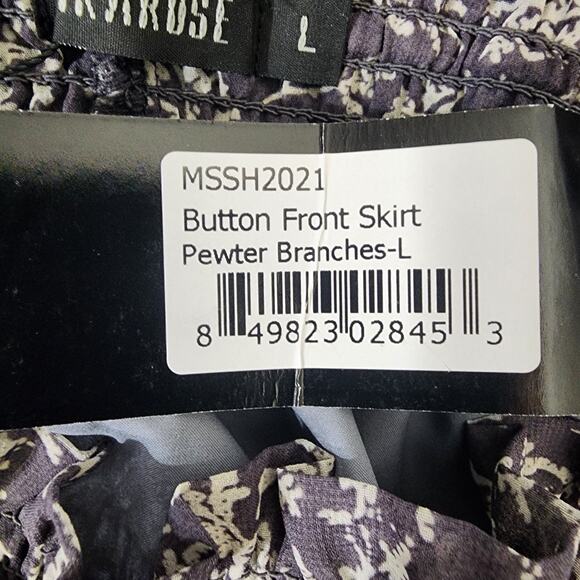 L
MSSH2021
Button Front Skirt
Pewter Branches-L
8 49823 02845 3